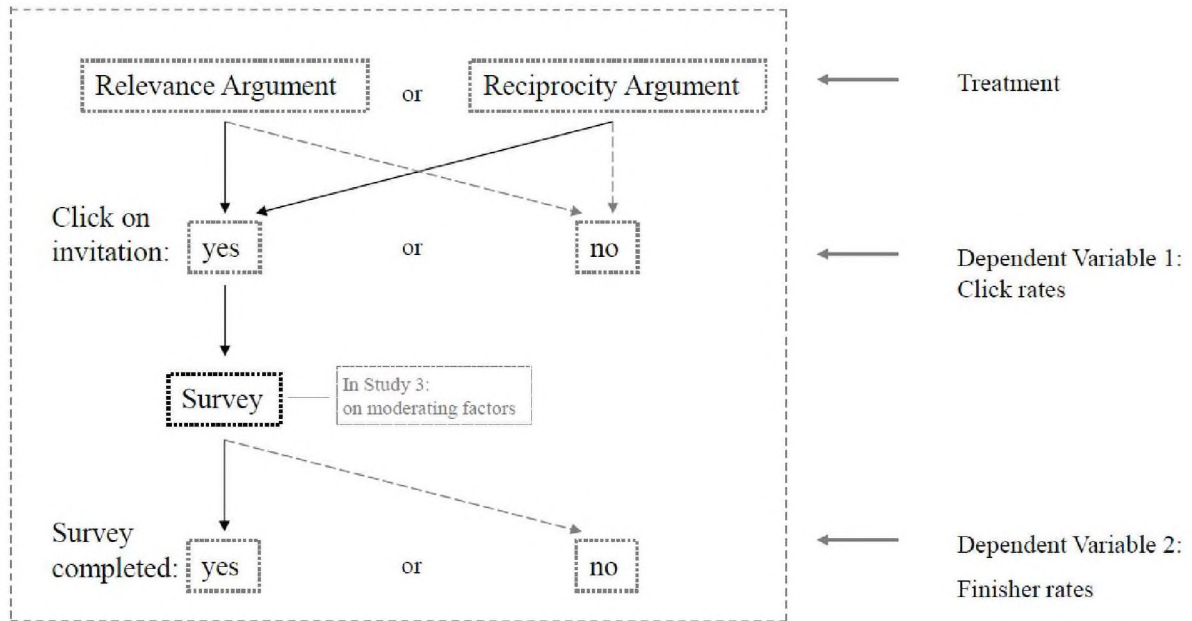 Relevance Argument or Reciprocity Argument
Treatment
Click on
invitation: yes or no
Dependent Variable 1:
Click rates
Survey
In Study 3:
on moderating factors
Survey
completed: yes or no
Dependent Variable 2:
Finisher rates